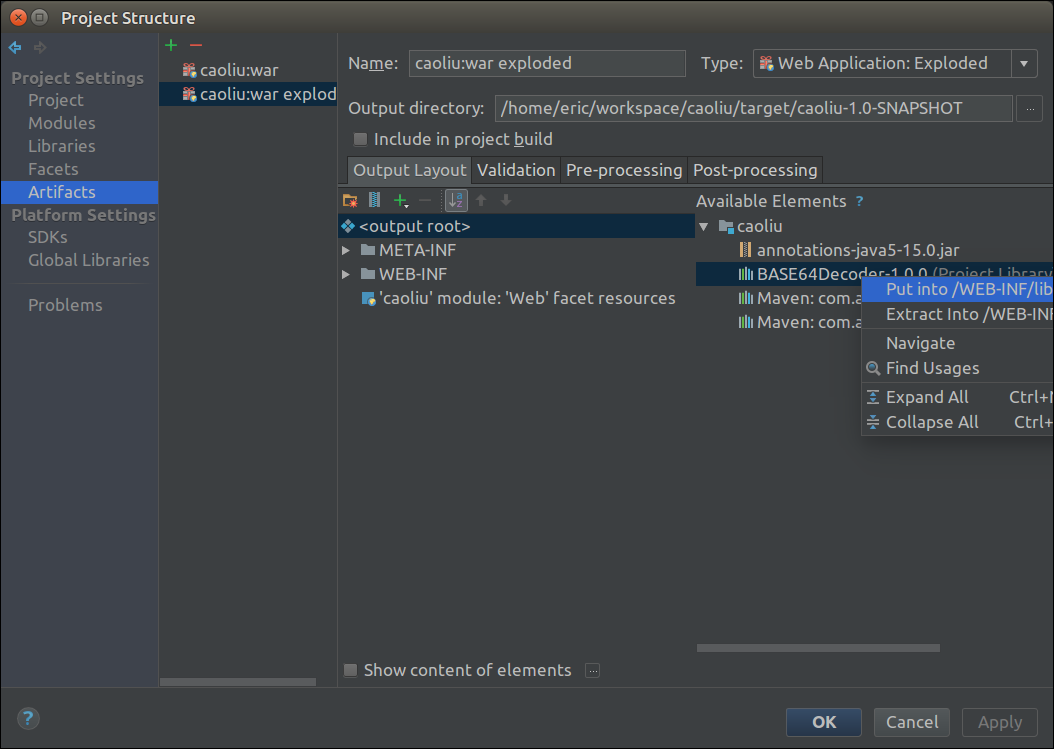 Project Structure
Project Settings
Project
Modules
Libraries
Facets
Artifacts
Platform Settings
SDKs
Global Libraries
Problems
caoliu:war
caoliu:war explod
Name: caoliu:war exploded Type: Web Application: Exploded
Output directory: /home/eric/workspace/caoliu/target/caoliu-1.0-SNAPSHOT ...
Include in project build
Output Layout Validation Pre-processing Post-processing
<output root>
META-INF
WEB-INF
'caoliu' module: 'Web' facet resources
Available Elements ?
caoliu
annotations-java5-15.0.jar
BASE64Decoder-1.0.0 (Project Library
Maven: com.a
Maven: com.a
Put into /WEB-INF/lib
Extract Into /WEB-INF
Navigate
Find Usages
Expand All Ctrl+
Collapse All Ctrl+
Show content of elements ...
? OK Cancel Apply